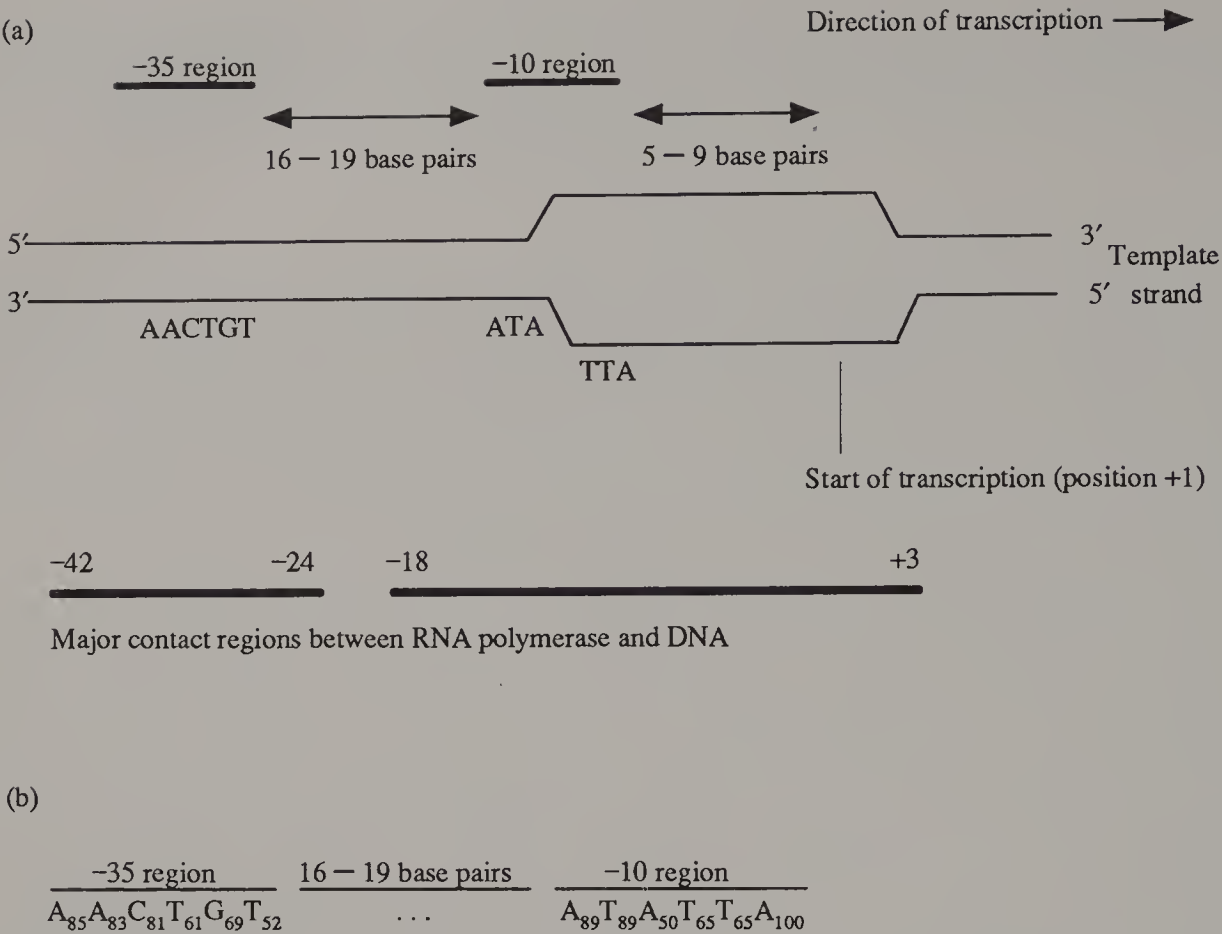 (a)
Direction of transcription
−35 region
−10 region
16 − 19 base pairs
5 − 9 base pairs
5′
3′
Template
3′
5′ strand
AACTGT
ATA
TTA
Start of transcription (position +1)
−42
−24
−18
+3
Major contact regions between RNA polymerase and DNA
(b)
−35 region
16 − 19 base pairs
−10 region
A₈₅A₈₃C₈₁T₆₁G₆₉T₅₂
. . .
A₈₉T₈₉A₅₀T₆₅T₆₅A₁₀₀